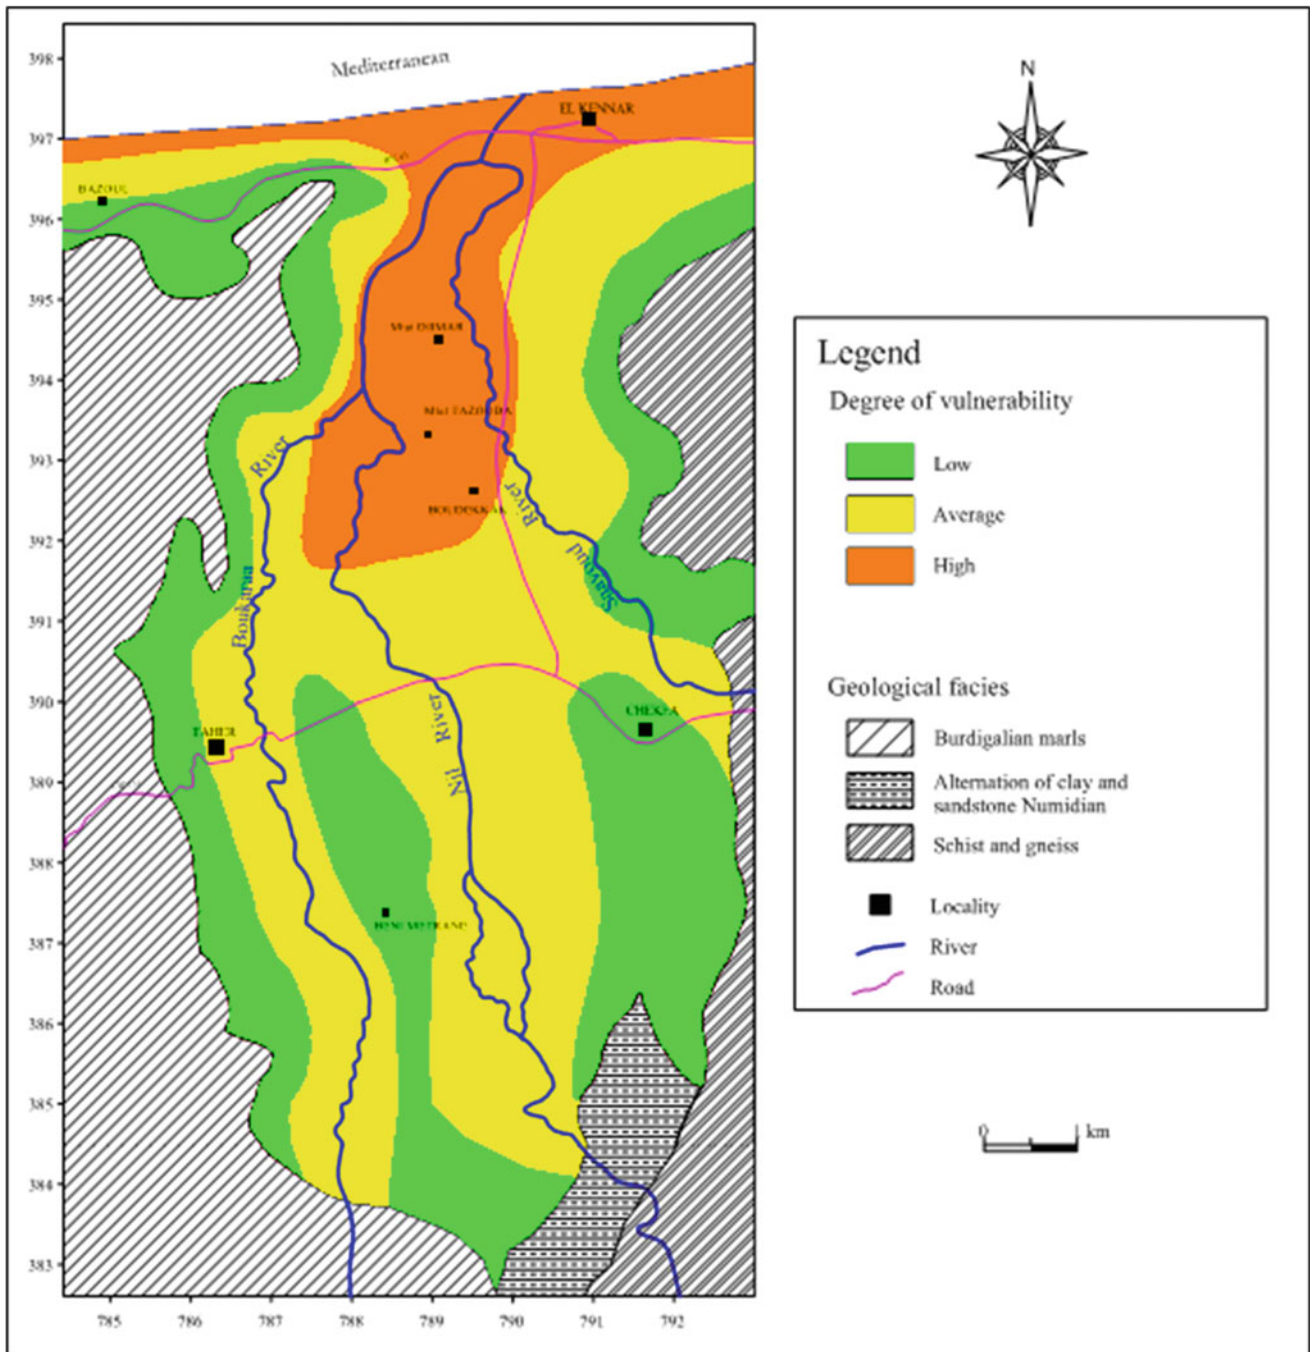 Mediterranean
N
398
397
396
395
394
393
392
391
390
389
388
387
386
385
384
383
785
786
787
788
789
790
791
792
EL KENNAR
BAZOUL
BOUDEKKAK
TAHER
CHEKFA
River
Boukaraa
River
River
Nil
Legend
Degree of vulnerability
Low
Average
High
Geological facies
Burdigalian marls
Alternation of clay and
sandstone Numidian
Schist and gneiss
Locality
River
Road
0
km